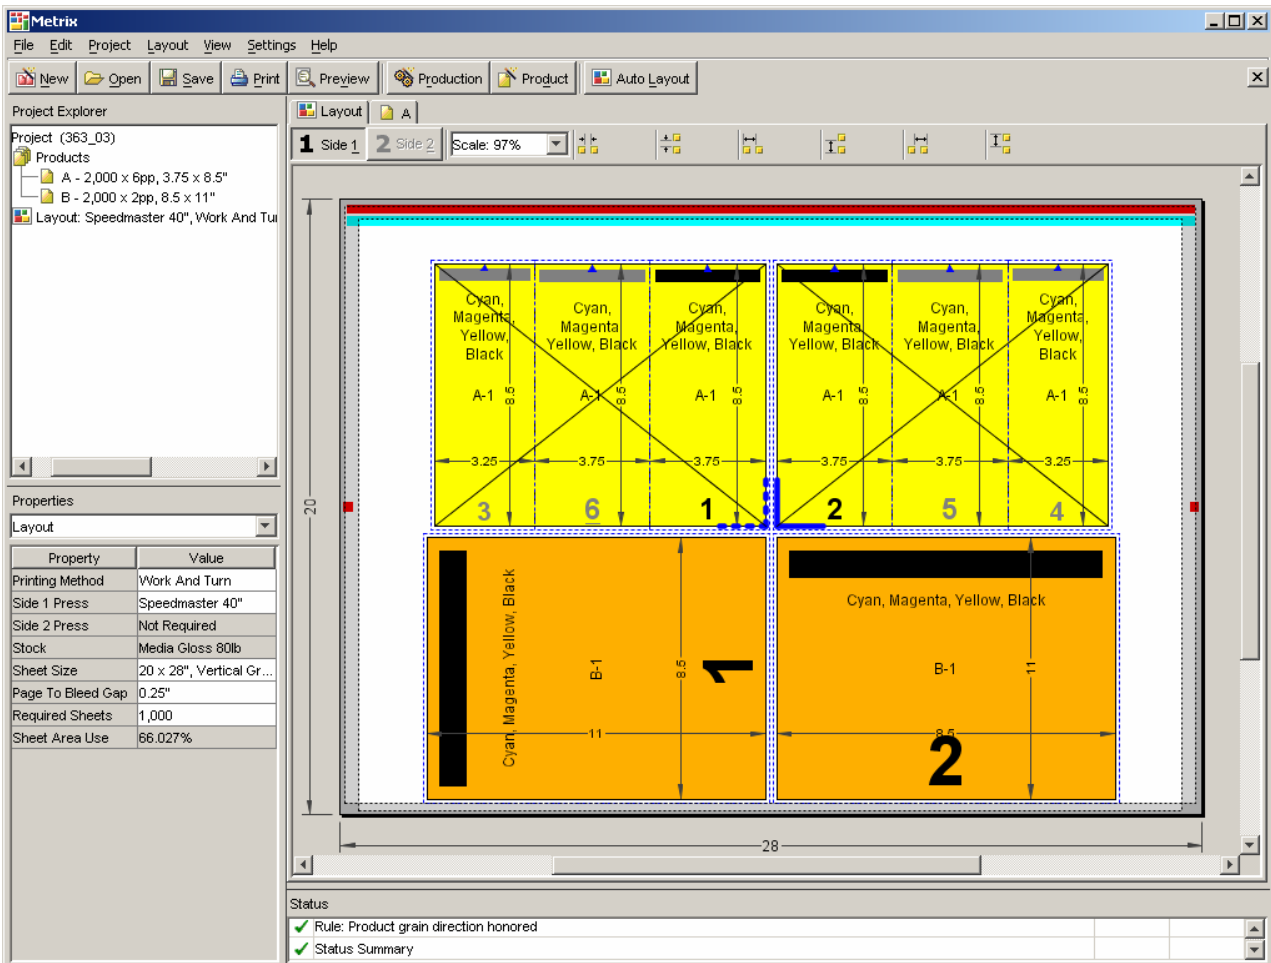 Metrix
File Edit Project Layout View Settings Help
New Open Save Print Preview Production Product Auto Layout
Project Explorer
Project (363_03)
Products
A - 2,000 x 6pp, 3.75 x 8.5"
B - 2,000 x 2pp, 8.5 x 11"
Layout: Speedmaster 40", Work And Tu
Properties
Layout
Property Value
Printing Method Work And Turn
Side 1 Press Speedmaster 40"
Side 2 Press Not Required
Stock Media Gloss 80lb
Sheet Size 20 x 28", Vertical Gr...
Page To Bleed Gap 0.25"
Required Sheets 1,000
Sheet Area Use 66.027%
Layout A
1 Side 1 2 Side 2 Scale: 97%
20
Cyan,
Magenta,
Yellow,
Black
A-1
8.5
3.25
3
Cyan,
Magenta
Yellow, Black
A-1
8.5
3.75
6
Cyan,
Magenta,
Yellow, Black
A-1
8.5
3.75
1
Cyan,
Magenta,
Yellow, Black
A-1
8.5
3.75
2
Cyan,
Magenta,
Yellow, Black
A-1
8.5
3.75
5
Cyan,
Magenta,
Yellow,
Black
A-1
8.5
3.25
4
Cyan, Magenta, Yellow, Black
B-1
8.5
1
11
Cyan, Magenta, Yellow, Black
B-1
11
8.5
2
28
Status
Rule: Product grain direction honored
Status Summary